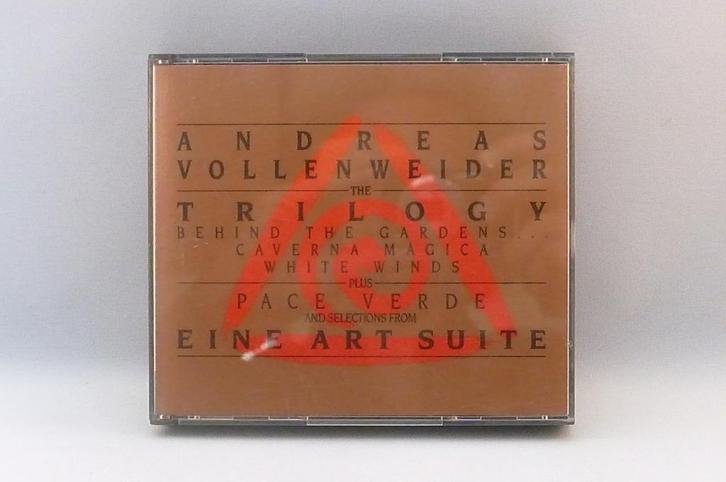 ANDREAS
VOLLENWEIDER
THE
TRILOGY
BEHIND THE GARDENS...
CAVERNA MAGICA
WHITE WINDS
PLUS
PACE VERDE
AND SELECTIONS FROM
EINE ART SUITE